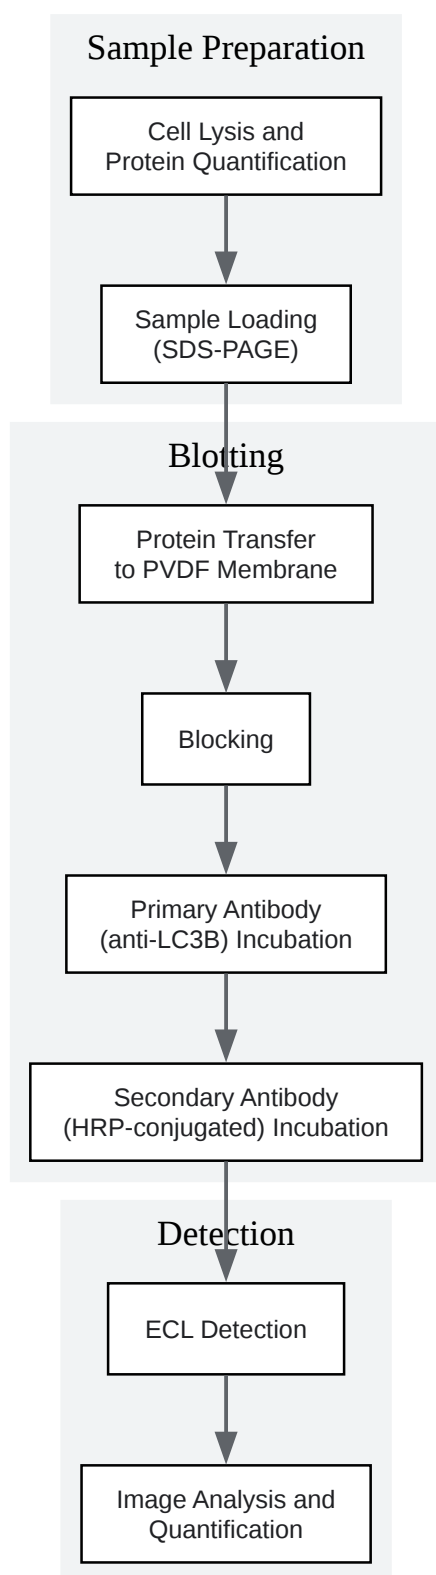 Sample Preparation
Cell Lysis and
Protein Quantification
Sample Loading
(SDS-PAGE)
Blotting
Protein Transfer
to PVDF Membrane
Blocking
Primary Antibody
(anti-LC3B) Incubation
Secondary Antibody
(HRP-conjugated) Incubation
Detection
ECL Detection
Image Analysis and
Quantification